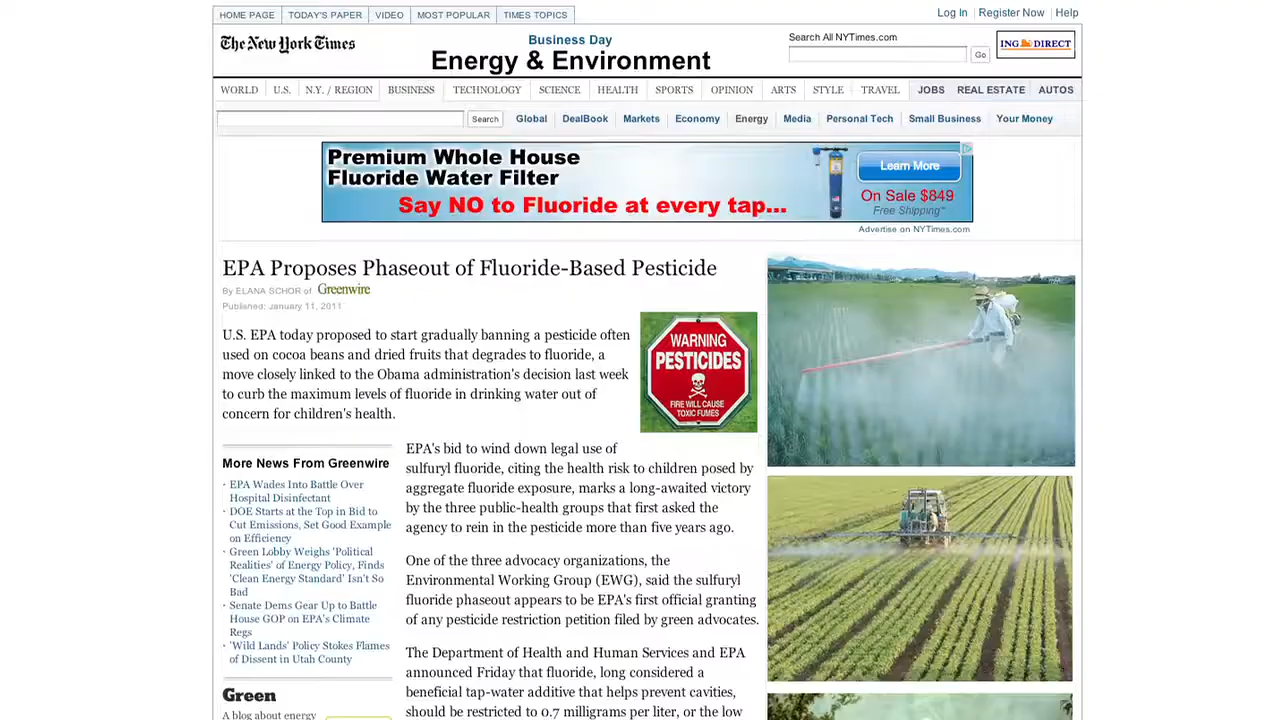 HOME PAGE TODAY'S PAPER VIDEO MOST POPULAR TIMES TOPICS
Log In Register Now Help
The New York Times
Business Day
Energy & Environment
Search All NYTimes.com
Go
ING DIRECT
WORLD U.S. N.Y. / REGION BUSINESS TECHNOLOGY SCIENCE HEALTH SPORTS OPINION ARTS STYLE TRAVEL JOBS REAL ESTATE AUTOS
Search Global DealBook Markets Economy Energy Media Personal Tech Small Business Your Money
Premium Whole House
Fluoride Water Filter
Say NO to Fluoride at every tap...
Learn More
On Sale $849
Free Shipping*
Advertise on NYTimes.com
EPA Proposes Phaseout of Fluoride-Based Pesticide
By ELANA SCHOR of Greenwire
Published: January 11, 2011
U.S. EPA today proposed to start gradually banning a pesticide often
used on cocoa beans and dried fruits that degrades to fluoride, a
move closely linked to the Obama administration's decision last week
to curb the maximum levels of fluoride in drinking water out of
concern for children's health.
WARNING
PESTICIDES
FIRE WILL CAUSE
TOXIC FUMES
More News From Greenwire
· EPA Wades Into Battle Over
Hospital Disinfectant
· DOE Starts at the Top in Bid to
Cut Emissions, Set Good Example
on Efficiency
· Green Lobby Weighs 'Political
Realities' of Energy Policy, Finds
'Clean Energy Standard' Isn't So
Bad
· Senate Dems Gear Up to Battle
House GOP on EPA's Climate
Regs
· 'Wild Lands' Policy Stokes Flames
of Dissent in Utah County
Green
A blog about energy
EPA's bid to wind down legal use of
sulfuryl fluoride, citing the health risk to children posed by
aggregate fluoride exposure, marks a long-awaited victory
by the three public-health groups that first asked the
agency to rein in the pesticide more than five years ago.
One of the three advocacy organizations, the
Environmental Working Group (EWG), said the sulfuryl
fluoride phaseout appears to be EPA's first official granting
of any pesticide restriction petition filed by green advocates.
The Department of Health and Human Services and EPA
announced Friday that fluoride, long considered a
beneficial tap-water additive that helps prevent cavities,
should be restricted to 0.7 milligrams per liter, or the low